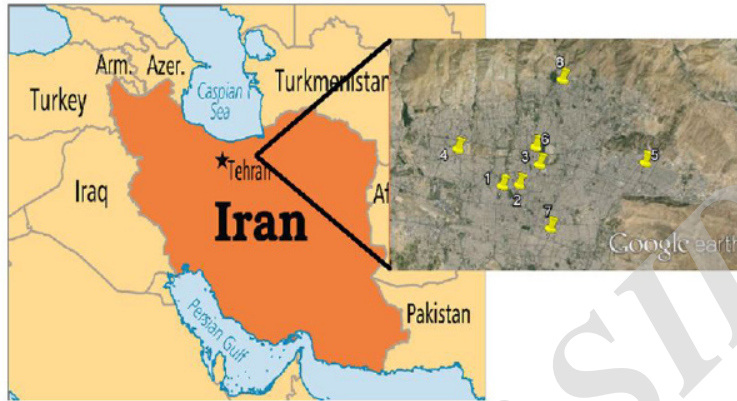 Arm.
Azer.
Turkey
Caspian
Sea
Turkmenistan
Tehran
Iraq
Af
Iran
Persian Gulf
Pakistan
8
6
4
3
5
1
2
7
Google earth
SID